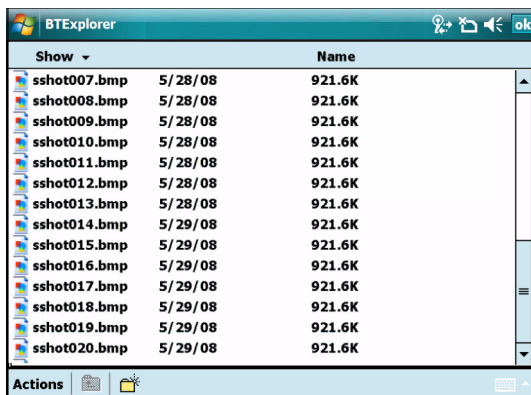 BTExplorer ok
Show Name
sshot007.bmp 5/28/08 921.6K
sshot008.bmp 5/28/08 921.6K
sshot009.bmp 5/28/08 921.6K
sshot010.bmp 5/28/08 921.6K
sshot011.bmp 5/28/08 921.6K
sshot012.bmp 5/28/08 921.6K
sshot013.bmp 5/28/08 921.6K
sshot014.bmp 5/29/08 921.6K
sshot015.bmp 5/29/08 921.6K
sshot016.bmp 5/29/08 921.6K
sshot017.bmp 5/29/08 921.6K
sshot018.bmp 5/29/08 921.6K
sshot019.bmp 5/29/08 921.6K
sshot020.bmp 5/29/08 921.6K
Actions